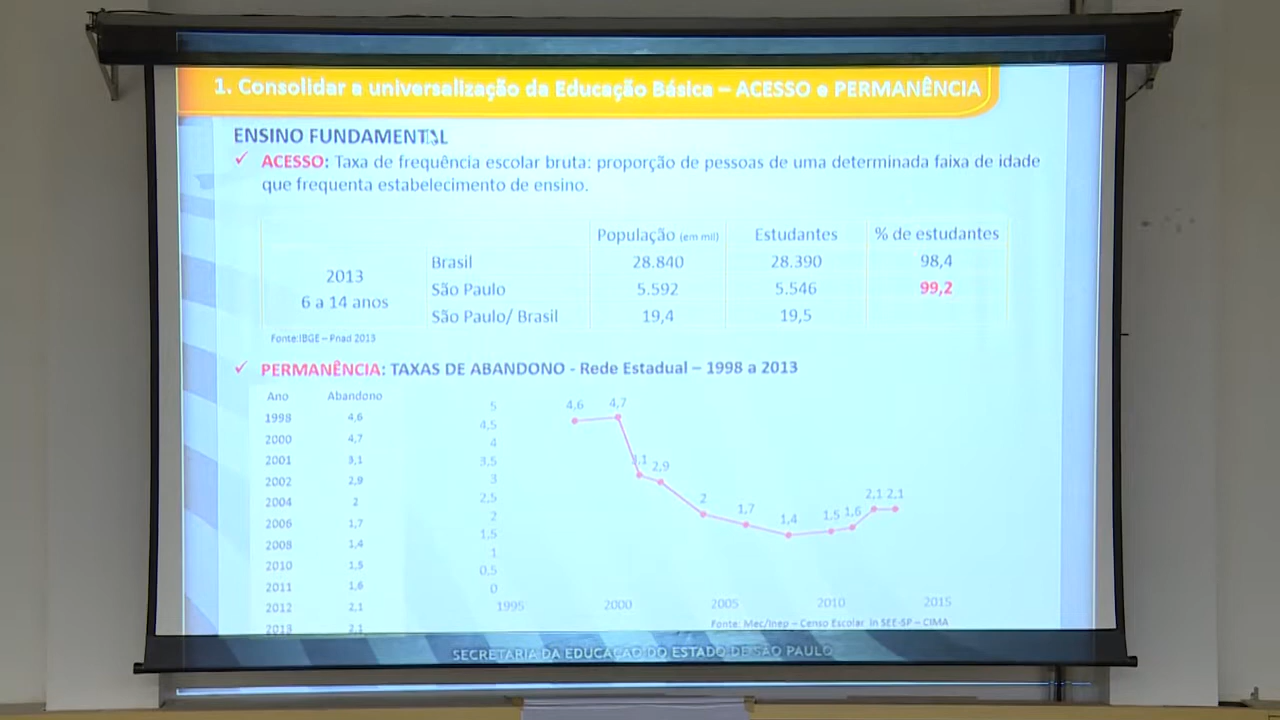 1. Consolidar a universalização da Educação Básica – ACESSO e PERMANÊNCIA
ENSINO FUNDAMENTAL
✓ ACESSO: Taxa de frequência escolar bruta: proporção de pessoas de uma determinada faixa de idade
que frequenta estabelecimento de ensino.
População (em mil) Estudantes % de estudantes
2013
6 a 14 anos
Brasil 28.840 28.390 98,4
São Paulo 5.592 5.546 99,2
São Paulo/ Brasil 19,4 19,5
Fonte:IBGE – Pnad 2013
✓ PERMANÊNCIA: TAXAS DE ABANDONO - Rede Estadual – 1998 a 2013
Ano Abandono
1998 4,6
2000 4,7
2001 3,1
2002 2,9
2004 2
2006 1,7
2008 1,4
2010 1,5
2011 1,6
2012 2,1
2013 2,1
5
4,5
4
3,5
3
2,5
2
1,5
1
0,5
0
4,6 4,7 3,1 2,9 2 1,7 1,4 1,5 1,6 2,1 2,1
1995 2000 2005 2010 2015
Fonte: Mec/Inep – Censo Escolar in SEE-SP – CIMA
SECRETARIA DA EDUCAÇÃO DO ESTADO DE SÃO PAULO